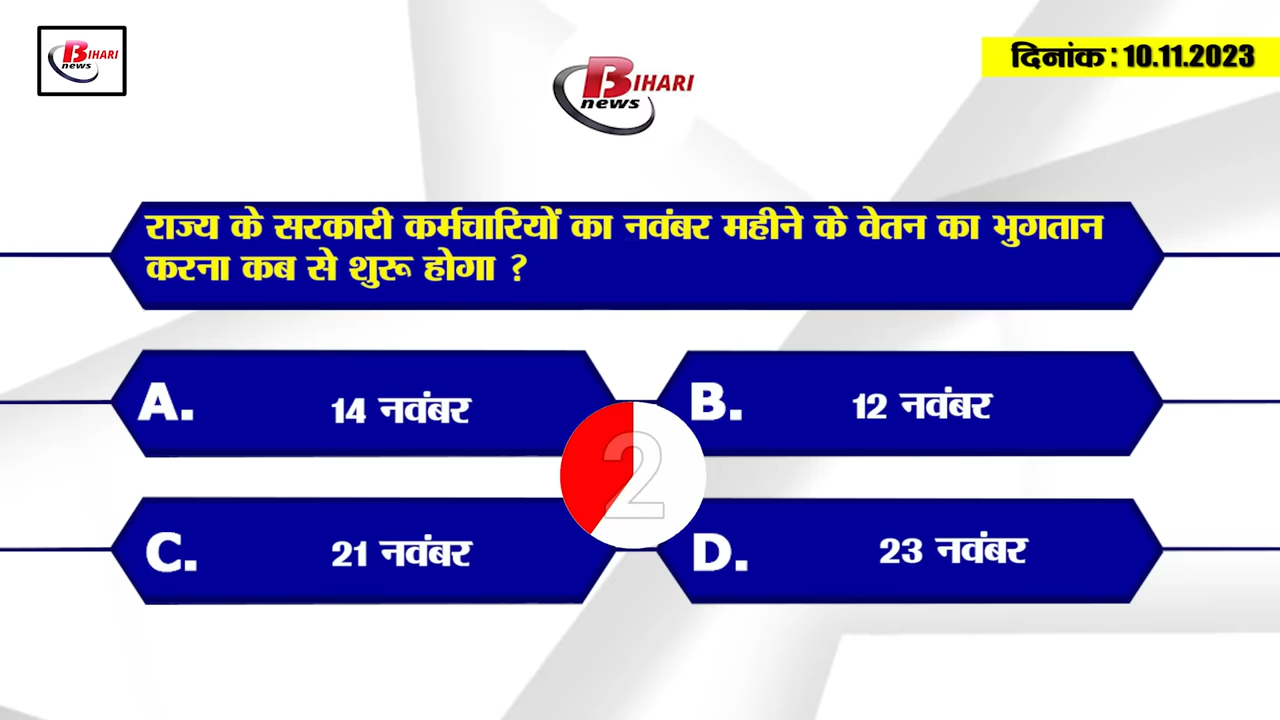 BIHARI
news
BIHARI
news
दिनांक : 10.11.2023
राज्य के सरकारी कर्मचारियों का नवंबर महीने के वेतन का भुगतान
करना कब से शुरू होगा ?
A. 14 नवंबर
B. 12 नवंबर
2
C. 21 नवंबर
D. 23 नवंबर